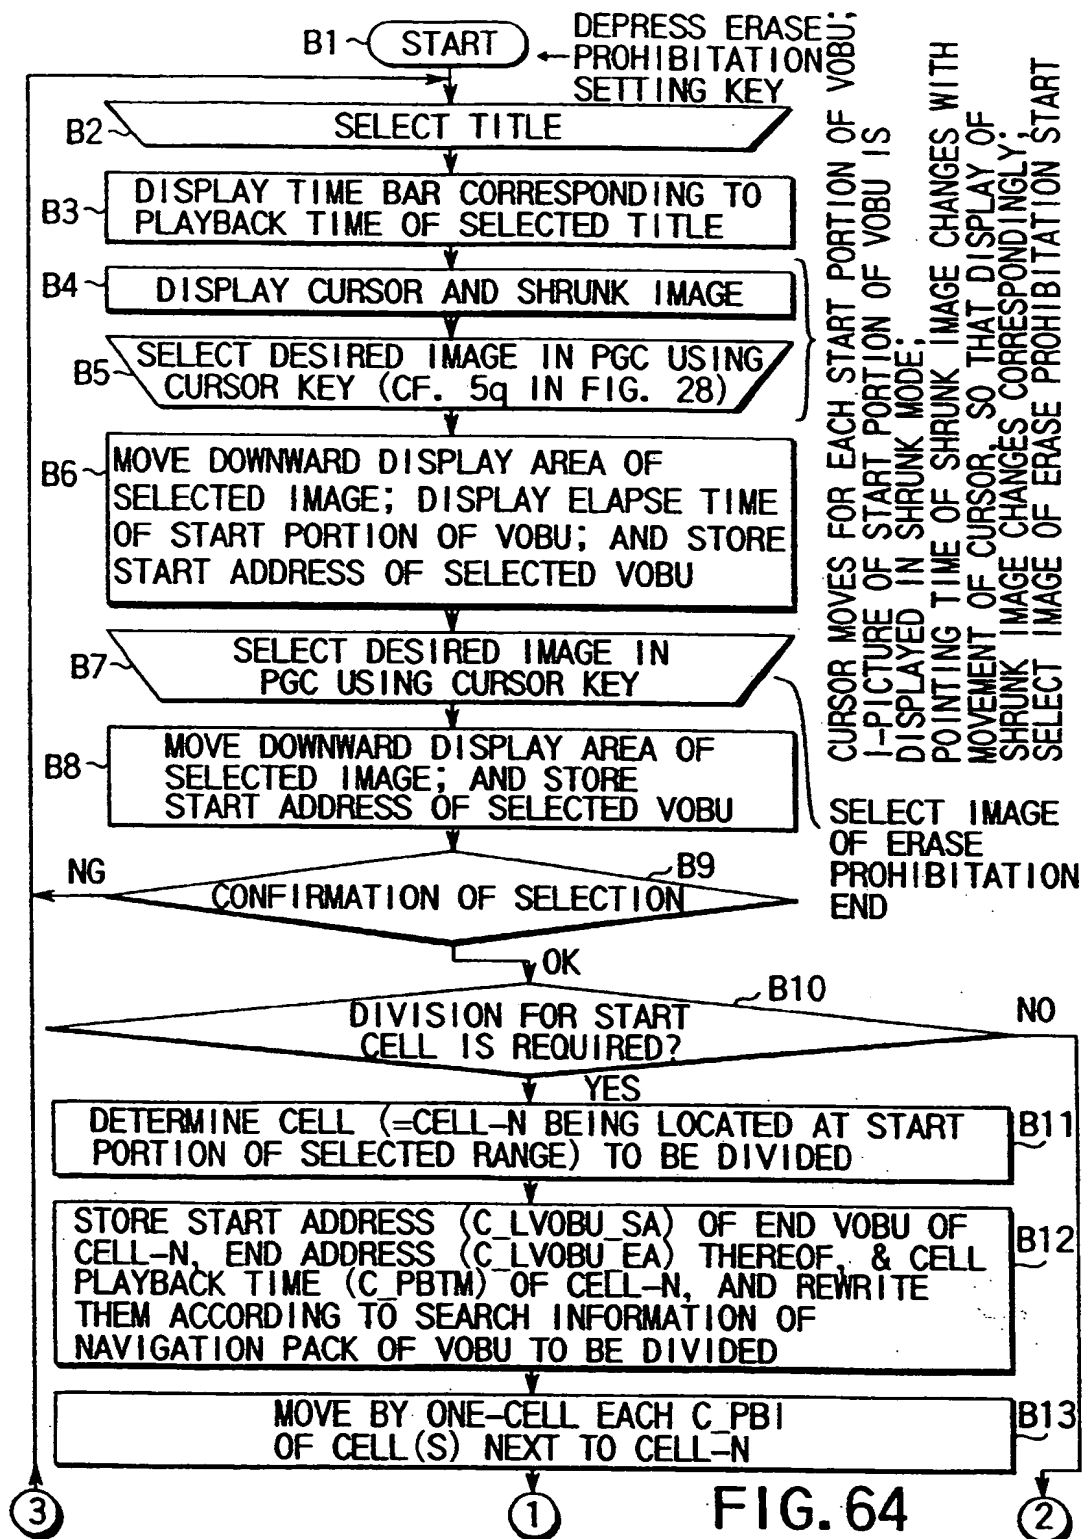 B1
START
DEPRESS ERASE
PROHIBITATION
SETTING KEY
B2
SELECT TITLE
B3
DISPLAY TIME BAR CORRESPONDING TO
PLAYBACK TIME OF SELECTED TITLE
B4
DISPLAY CURSOR AND SHRUNK IMAGE
B5
SELECT DESIRED IMAGE IN PGC USING
CURSOR KEY (CF. 5q IN FIG. 28)
CURSOR MOVES FOR EACH START PORTION OF VOBU;
I-PICTURE OF START PORTION OF VOBU IS
DISPLAYED IN SHRUNK MODE;
POINTING TIME OF SHRUNK IMAGE CHANGES WITH
MOVEMENT OF CURSOR, SO THAT DISPLAY OF
SHRUNK IMAGE CHANGES CORRESPONDINGLY;
SELECT IMAGE OF ERASE PROHIBITATION START
B6
MOVE DOWNWARD DISPLAY AREA OF
SELECTED IMAGE; DISPLAY ELAPSE TIME
OF START PORTION OF VOBU; AND STORE
START ADDRESS OF SELECTED VOBU
B7
SELECT DESIRED IMAGE IN
PGC USING CURSOR KEY
B8
MOVE DOWNWARD DISPLAY AREA OF
SELECTED IMAGE; AND STORE
START ADDRESS OF SELECTED VOBU
SELECT IMAGE
OF ERASE
PROHIBITATION
END
NG
B9
CONFIRMATION OF SELECTION
OK
B10
DIVISION FOR START
CELL IS REQUIRED?
NO
YES
DETERMINE CELL (=CELL-N BEING LOCATED AT START
PORTION OF SELECTED RANGE) TO BE DIVIDED
B11
STORE START ADDRESS (C_LVOBU_SA) OF END VOBU OF
CELL-N, END ADDRESS (C_LVOBU_EA) THEREOF, & CELL
PLAYBACK TIME (C_PBTM) OF CELL-N, AND REWRITE
THEM ACCORDING TO SEARCH INFORMATION OF
NAVIGATION PACK OF VOBU TO BE DIVIDED
B12
MOVE BY ONE-CELL EACH C_PBI
OF CELL(S) NEXT TO CELL-N
B13
3
1
FIG. 64
2